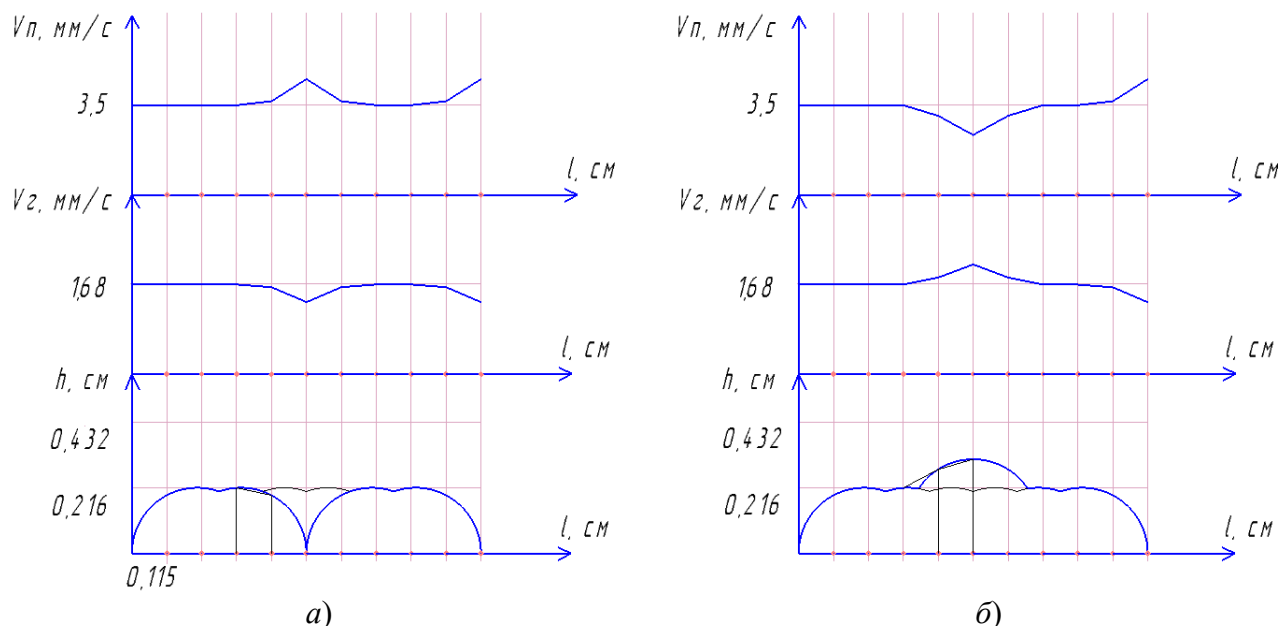 Vп, мм/с
3,5
l, см
Vг, мм/с
1,68
l, см
h, см
0,432
0,216
l, см
0,115
а)
Vп, мм/с
3,5
l, см
Vг, мм/с
1,68
l, см
h, см
0,432
0,216
l, см
б)